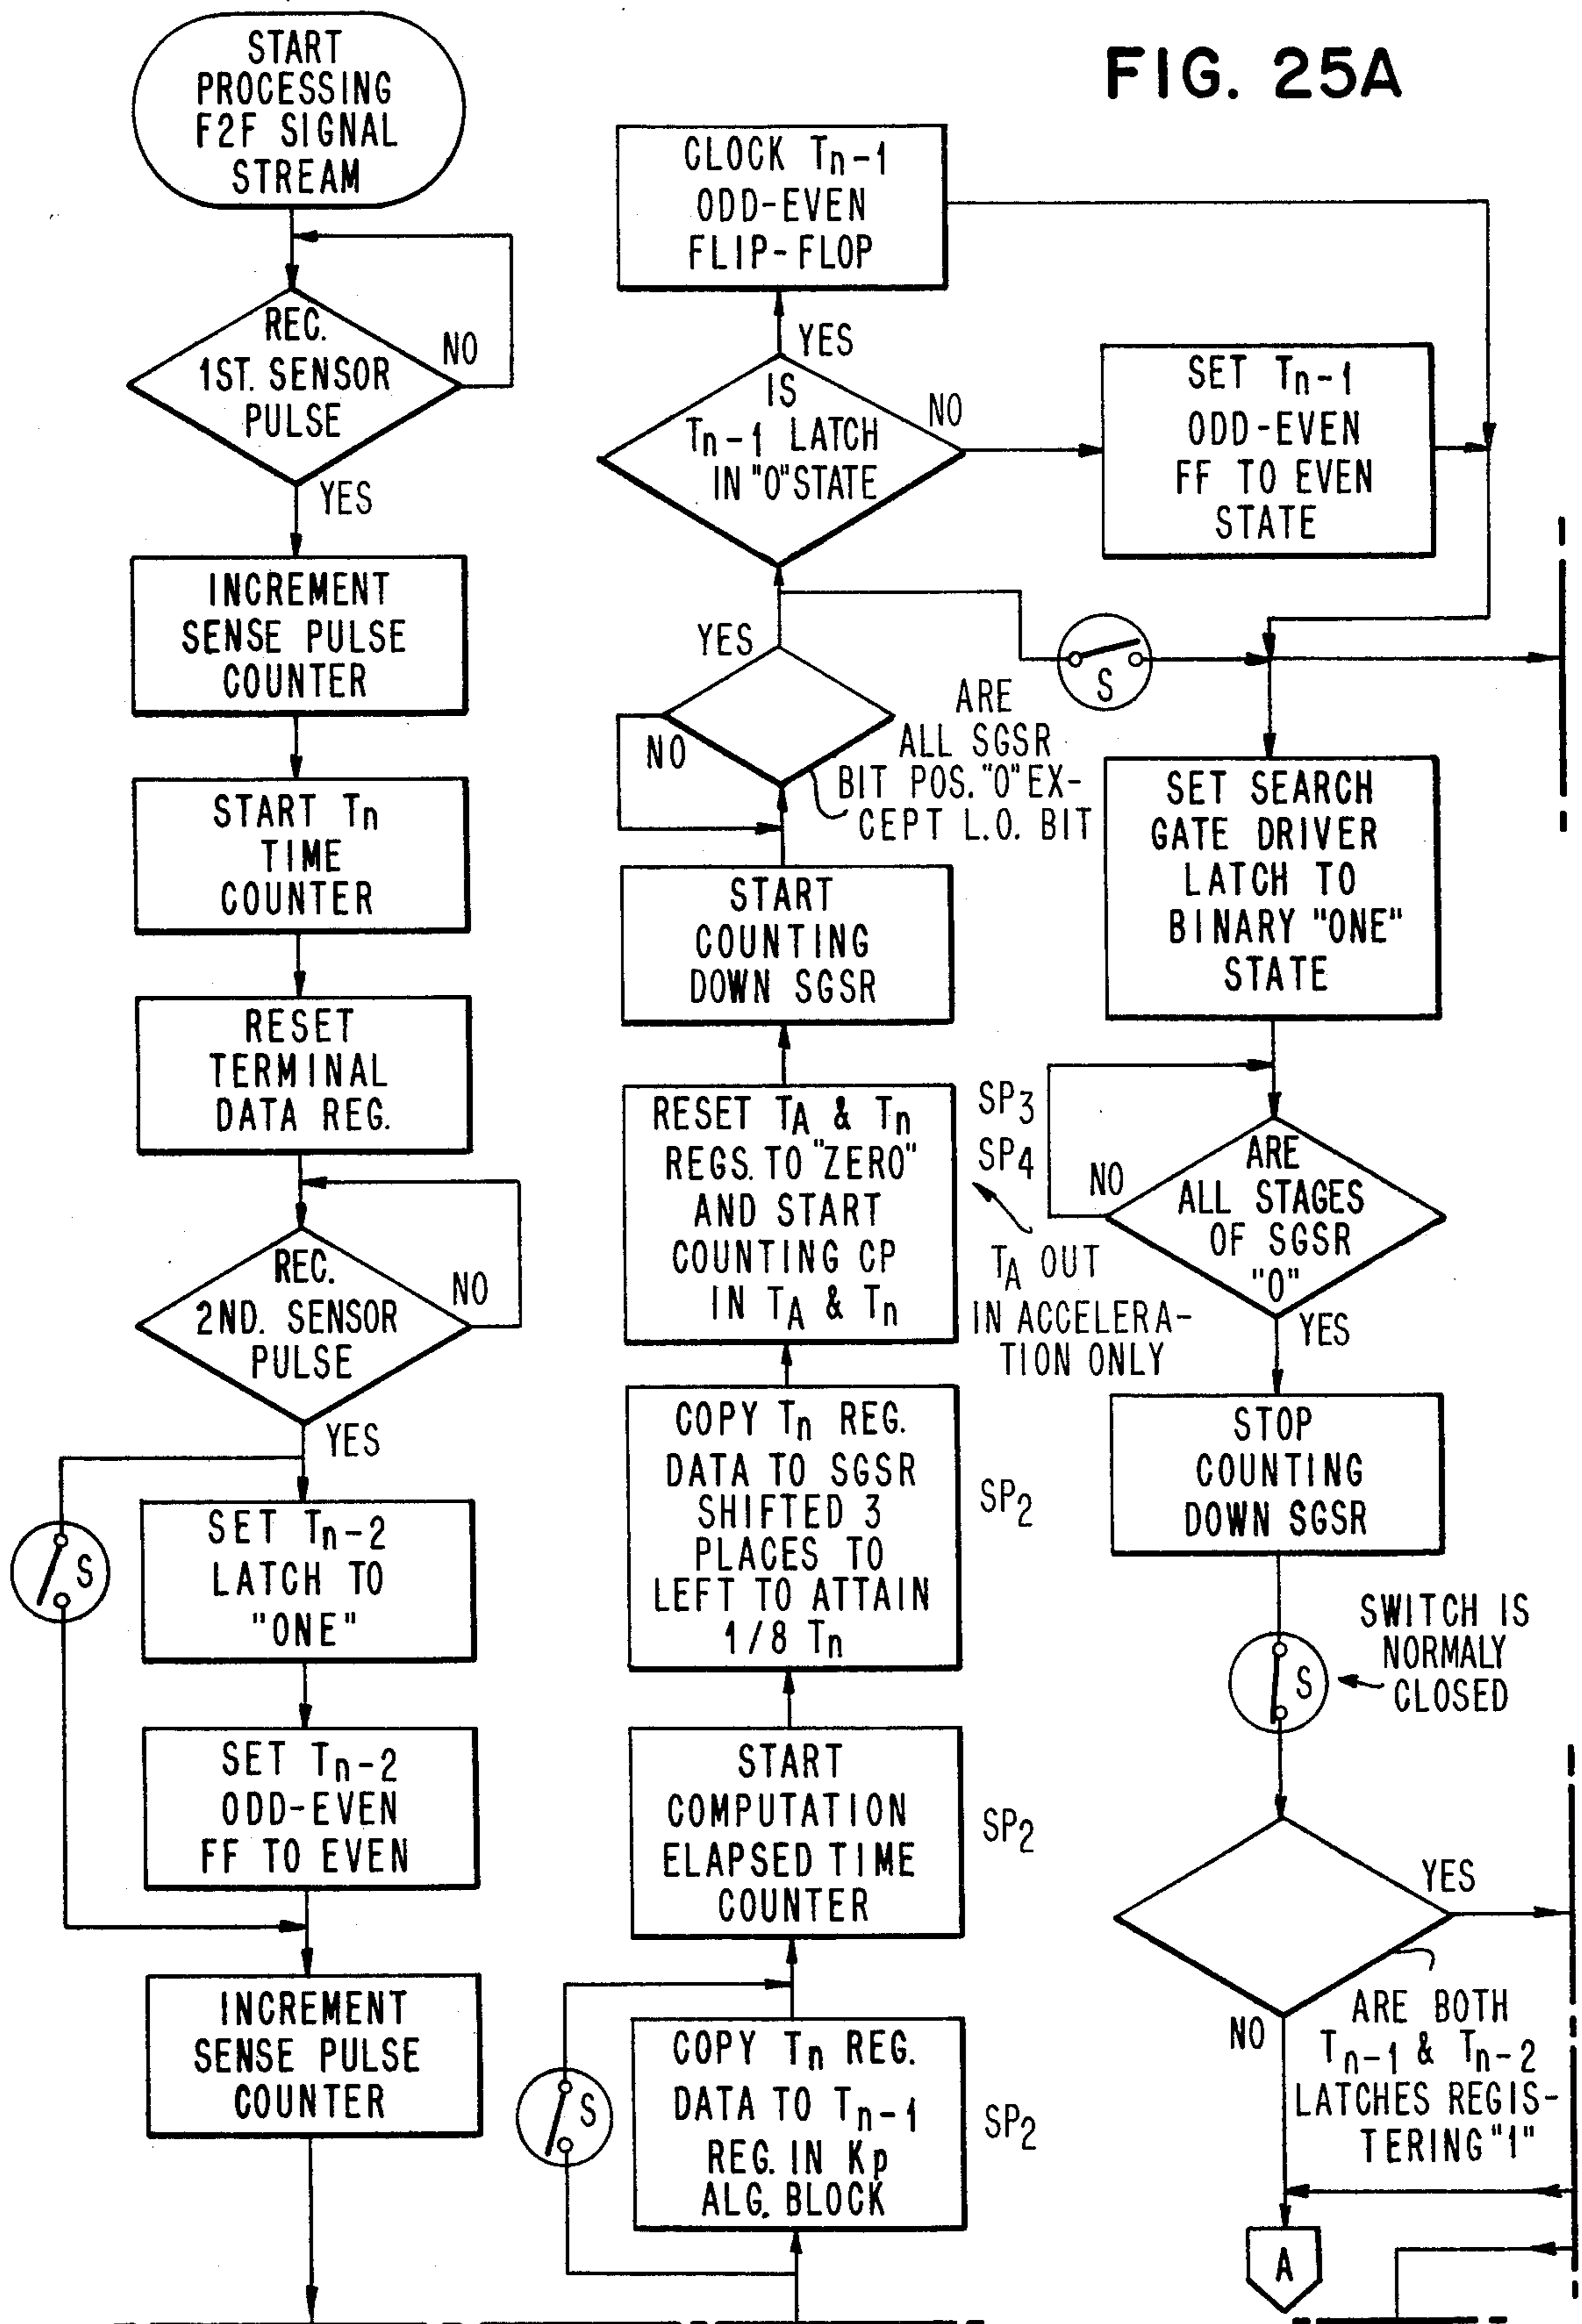 FIG. 25A
START
PROCESSING
F2F SIGNAL
STREAM
REC.
1ST. SENSOR
PULSE
NO
YES
INCREMENT
SENSE PULSE
COUNTER
START Tn
TIME
COUNTER
RESET
TERMINAL
DATA REG.
REC.
2ND. SENSOR
PULSE
NO
YES
S
SET Tn-2
LATCH TO
"ONE"
SET Tn-2
ODD-EVEN
FF TO EVEN
INCREMENT
SENSE PULSE
COUNTER
CLOCK Tn-1
ODD-EVEN
FLIP-FLOP
YES
IS
Tn-1 LATCH
IN "0" STATE
NO
YES
NO
ARE
ALL SGSR
BIT POS. "0" EX-
CEPT L.O. BIT
START
COUNTING
DOWN SGSR
RESET TA & Tn
REGS. TO "ZERO"
AND START
COUNTING CP
IN TA & Tn
SP3
SP4
TA OUT
IN ACCELERA-
TION ONLY
COPY Tn REG.
DATA TO SGSR
SHIFTED 3
PLACES TO
LEFT TO ATTAIN
1/8 Tn
SP2
START
COMPUTATION
ELAPSED TIME
COUNTER
SP2
S
COPY Tn REG.
DATA TO Tn-1
REG. IN Kp
ALG. BLOCK
SP2
SET Tn-1
ODD-EVEN
FF TO EVEN
STATE
S
SET SEARCH
GATE DRIVER
LATCH TO
BINARY "ONE"
STATE
NO
ARE
ALL STAGES
OF SGSR
"0"
YES
STOP
COUNTING
DOWN SGSR
S
SWITCH IS
NORMALY
CLOSED
YES
NO
ARE BOTH
Tn-1 & Tn-2
LATCHES REGIS-
TERING "1"
A